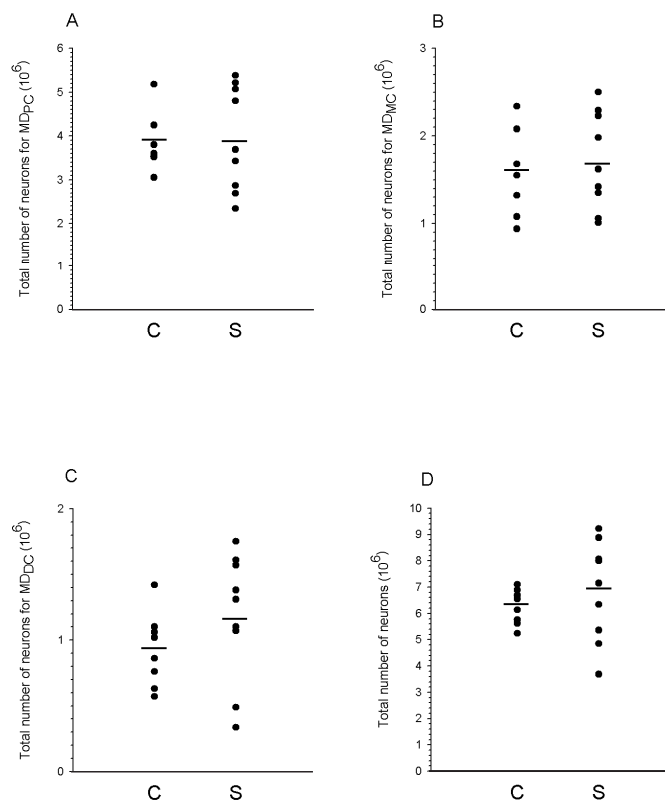 A
Total number of neurons for MDPC (10^6)
6
5
4
3
2
1
0
C S
B
Total number of neurons for MDMC (10^6)
3
2
1
0
C S
C
Total number of neurons for MDDC (10^6)
2
1
0
C S
D
Total number of neurons (10^6)
10
9
8
7
6
5
4
3
2
1
0
C S